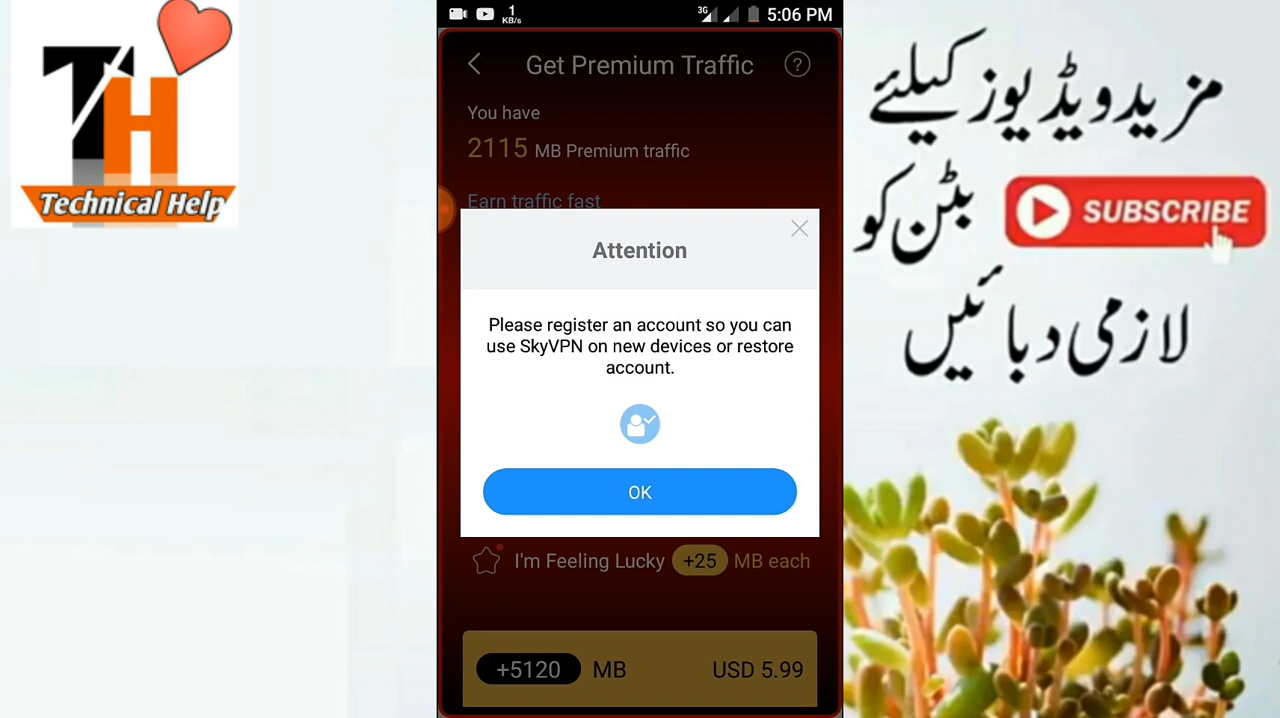 TH
Technical Help
1
KB/s
3G
5:06 PM
Get Premium Traffic
?
You have
2115 MB Premium traffic
Earn traffic fast
Attention
Please register an account so you can
use SkyVPN on new devices or restore
account.
OK
I'm Feeling Lucky +25 MB each
+5120 MB USD 5.99
مزید ویڈیوز کیلئے
SUBSCRIBE بٹن کو
لازمی دبائیں